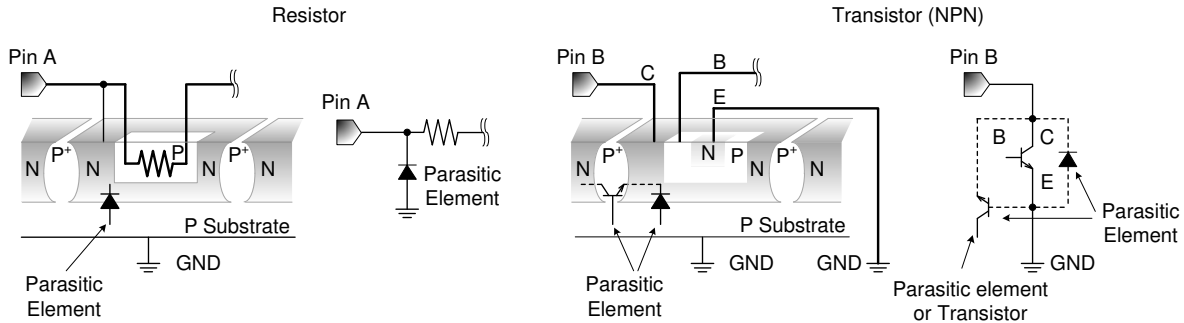 Resistor
Transistor (NPN)
Pin A
Pin B
C
B
E
Pin A
Pin B
N
P+
N
P
N
P+
N
N
P+
N
N
P
N
P+
N
B
C
E
Parasitic
Element
P Substrate
P Substrate
GND
GND
GND
GND
Parasitic
Element
Parasitic
Element
Parasitic
Element
Parasitic element
or Transistor